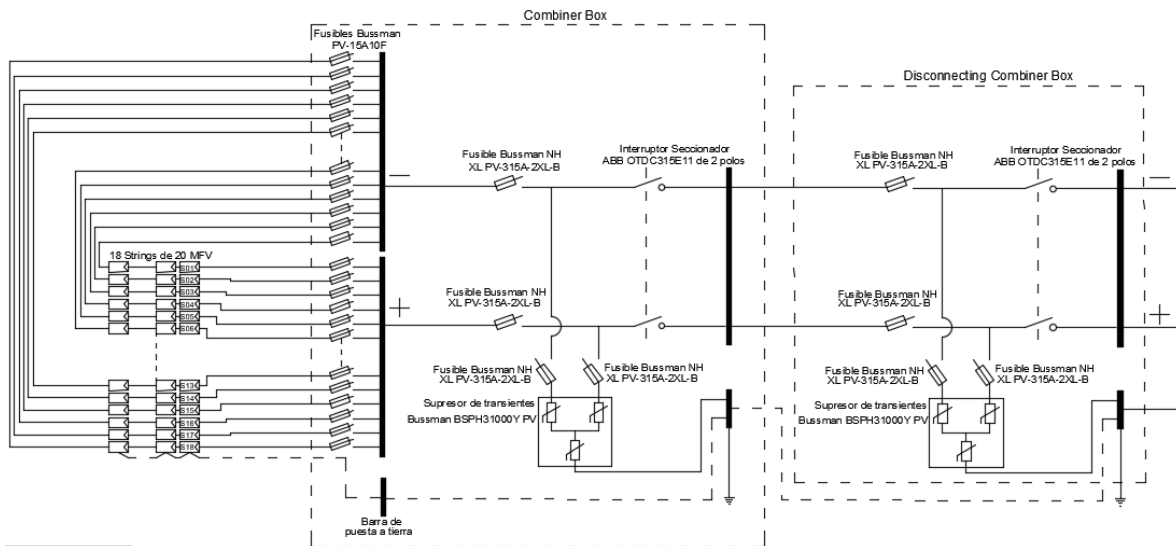 Combiner Box
Fusibles Bussman
PV-15A10F
Disconnecting Combiner Box
Fusible Bussman NH
XL PV-315A-2XL-B
Interruptor Seccionador
ABB OTDC315E11 de 2 polos
Fusible Bussman NH
XL PV-315A-2XL-B
Interruptor Seccionador
ABB OTDC315E11 de 2 polos
18 Strings de 20 MFV
S01
S02
S03
S04
S05
S06
Fusible Bussman NH
XL PV-315A-2XL-B
Fusible Bussman NH
XL PV-315A-2XL-B
Fusible Bussman NH
XL PV-315A-2XL-B
Fusible Bussman NH
XL PV-315A-2XL-B
Fusible Bussman NH
XL PV-315A-2XL-B
Fusible Bussman NH
XL PV-315A-2XL-B
S13
S14
S15
S16
S17
S18
Supresor de transientes
Bussman BSPH31000Y PV
Supresor de transientes
Bussman BSPH31000Y PV
Barra de
puesta a tierra